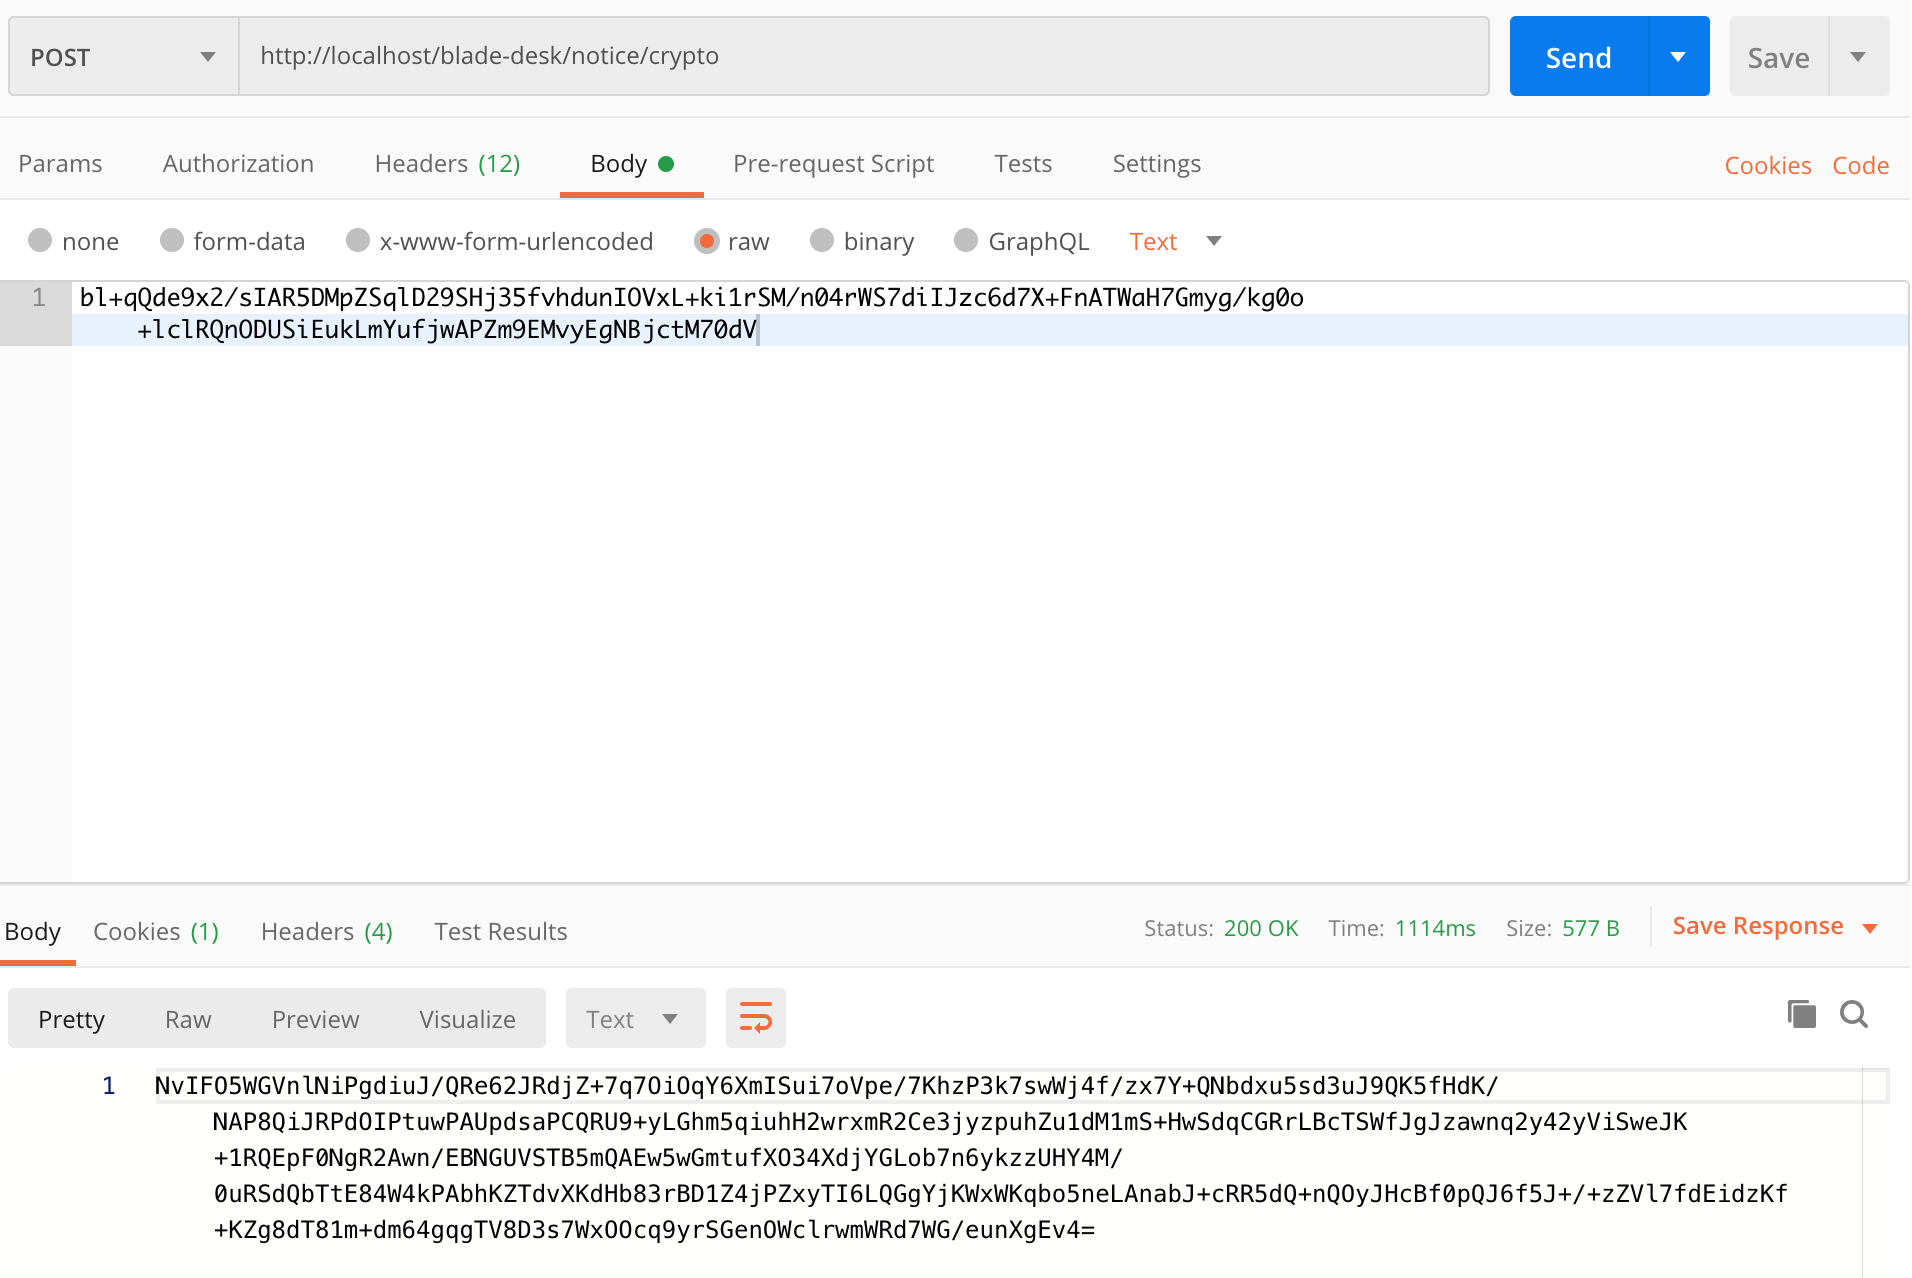 POST
http://localhost/blade-desk/notice/crypto
Send
Save
Params
Authorization
Headers (12)
Body
Pre-request Script
Tests
Settings
Cookies
Code
none
form-data
x-www-form-urlencoded
raw
binary
GraphQL
Text
1
bl+qQde9x2/sIAR5DMpZSqlD29SHj35fvhdunIOVxL+ki1rSM/n04rWS7diIJzc6d7X+FnATWaH7Gmyg/kg0o
+lclRQnODUSiEukLmYufjwAPZm9EMvyEgNBjctM70dV
Body
Cookies (1)
Headers (4)
Test Results
Status: 200 OK
Time: 1114ms
Size: 577 B
Save Response
Pretty
Raw
Preview
Visualize
Text
1
NvIFO5WGVnlNiPgdiuJ/QRe62JRdjZ+7q7OiOqY6XmISui7oVpe/7KhzP3k7swWj4f/zx7Y+QNbdxu5sd3uJ9QK5fHdK/
NAP8QiJRPdOIPtuwPAUpdsaPCQRU9+yLGhm5qiuhH2wrxmR2Ce3jyzpuhZu1dM1mS+HwSdqCGRrLBcTSWfJgJzawnq2y42yViSweJK
+1RQEpF0NgR2Awn/EBNGUVSTB5mQAEw5wGmtufXO34XdjYGLob7n6ykzzUHY4M/
0uRSdQbTtE84W4kPAbhKZTdvXKdHb83rBD1Z4jPZxyTI6LQGgYjKWxWKqbo5neLAnabJ+cRR5dQ+nQOyJHcBf0pQJ6f5J+/+zZVl7fdEidzKf
+KZg8dT81m+dm64gqgTV8D3s7WxOOcq9yrSGenOWclrwmWRd7WG/eunXgEv4=